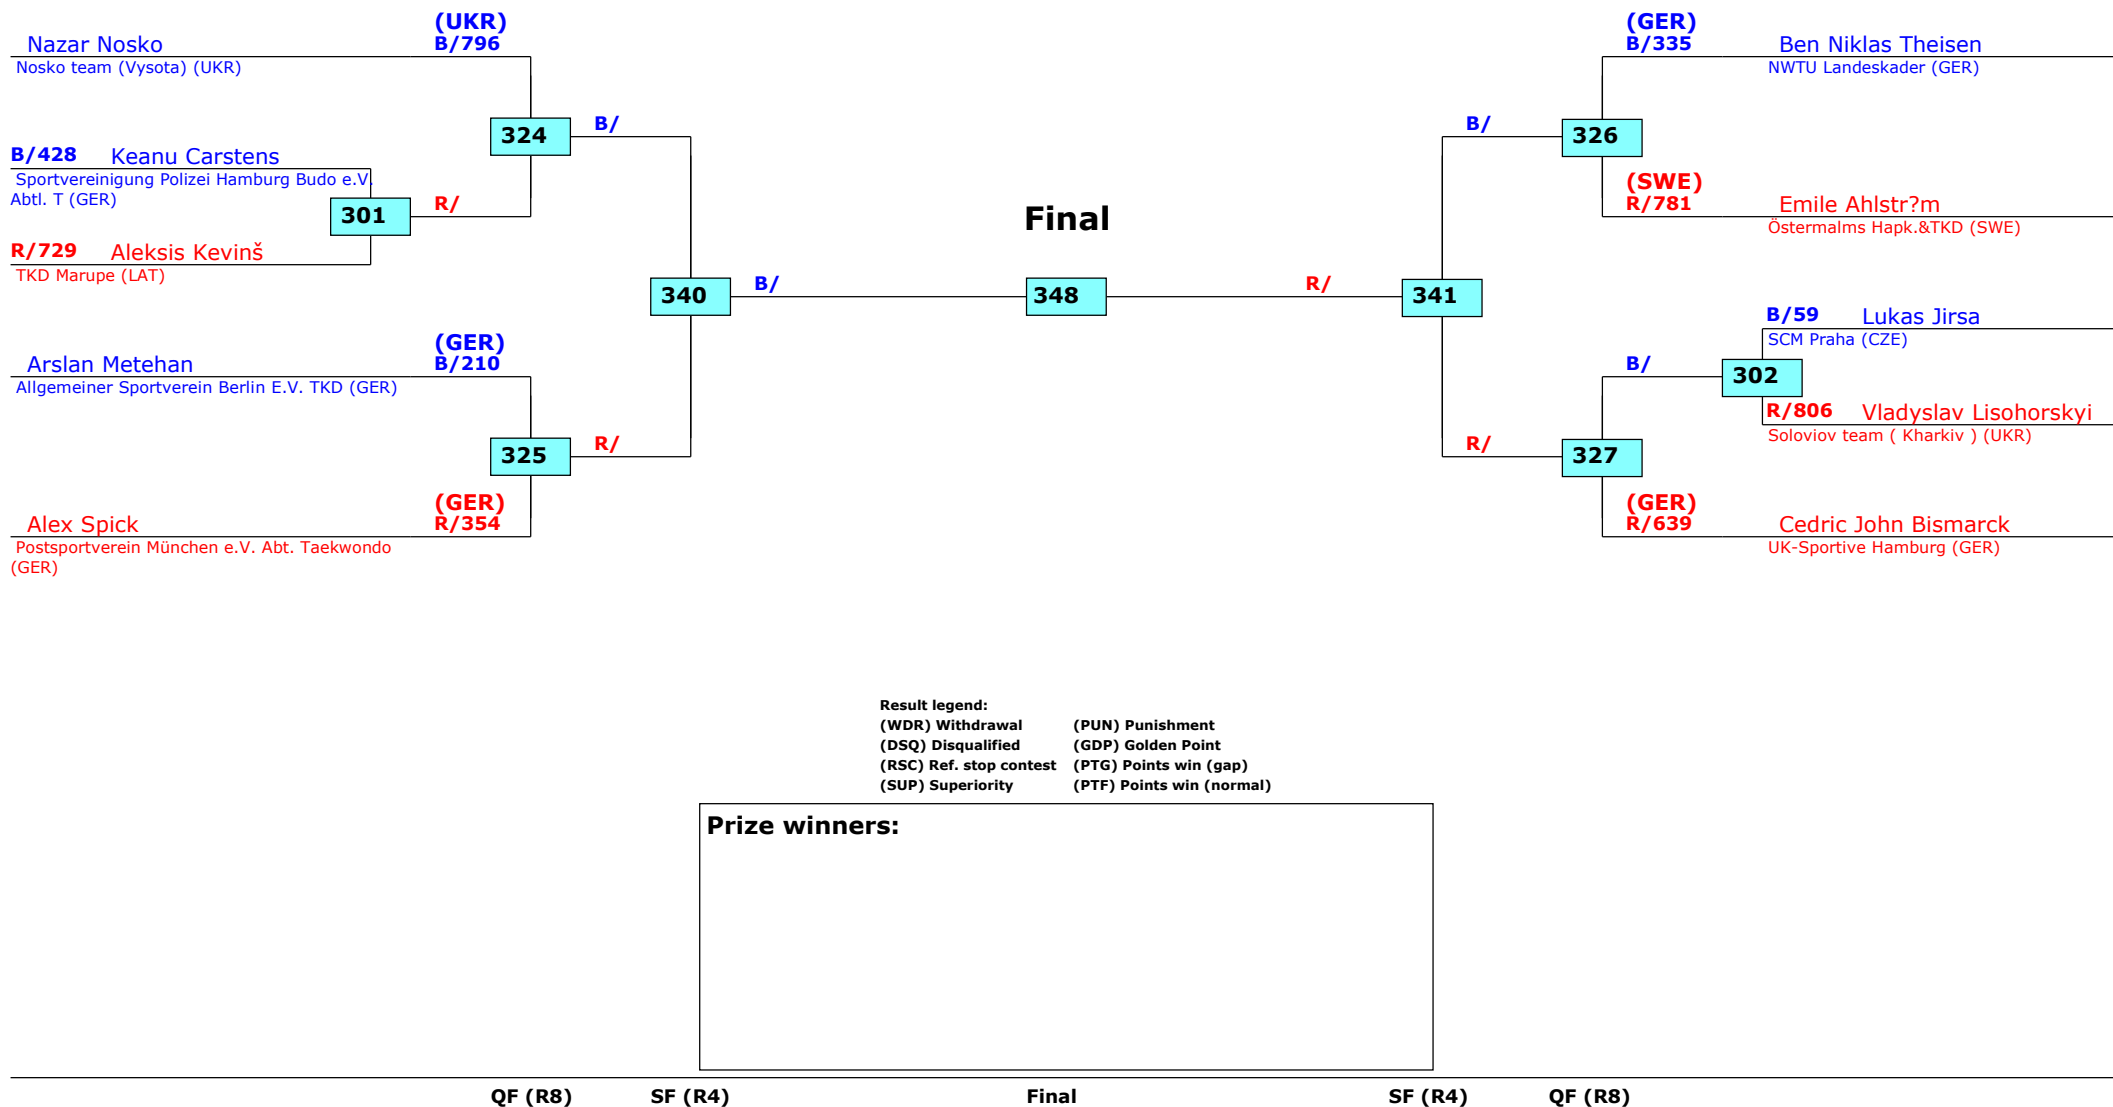 (UKR)
Nazar Nosko B/796
Nosko team (Vysota) (UKR)
324 B/
B/428 Keanu Carstens
Sportvereinigung Polizei Hamburg Budo e.V.
Abtl. T (GER)
301 R/
R/729 Aleksis Kevinš
TKD Marupe (LAT)
340 B/
(GER)
Arslan Metehan B/210
Allgemeiner Sportverein Berlin E.V. TKD (GER)
325 R/
(GER)
Alex Spick R/354
Postsportverein München e.V. Abt. Taekwondo
(GER)
Final
348
(GER)
B/335 Ben Niklas Theisen
NWTU Landeskader (GER)
B/ 326
(SWE)
R/781 Emile Ahlstr?m
Östermalms Hapk.&TKD (SWE)
R/ 341
B/59 Lukas Jirsa
SCM Praha (CZE)
B/ 302
R/806 Vladyslav Lisohorskyi
Soloviov team ( Kharkiv ) (UKR)
R/ 327
(GER)
R/639 Cedric John Bismarck
UK-Sportive Hamburg (GER)
Result legend:
(WDR) Withdrawal (PUN) Punishment
(DSQ) Disqualified (GDP) Golden Point
(RSC) Ref. stop contest (PTG) Points win (gap)
(SUP) Superiority (PTF) Points win (normal)
Prize winners:
QF (R8) SF (R4) Final SF (R4) QF (R8)